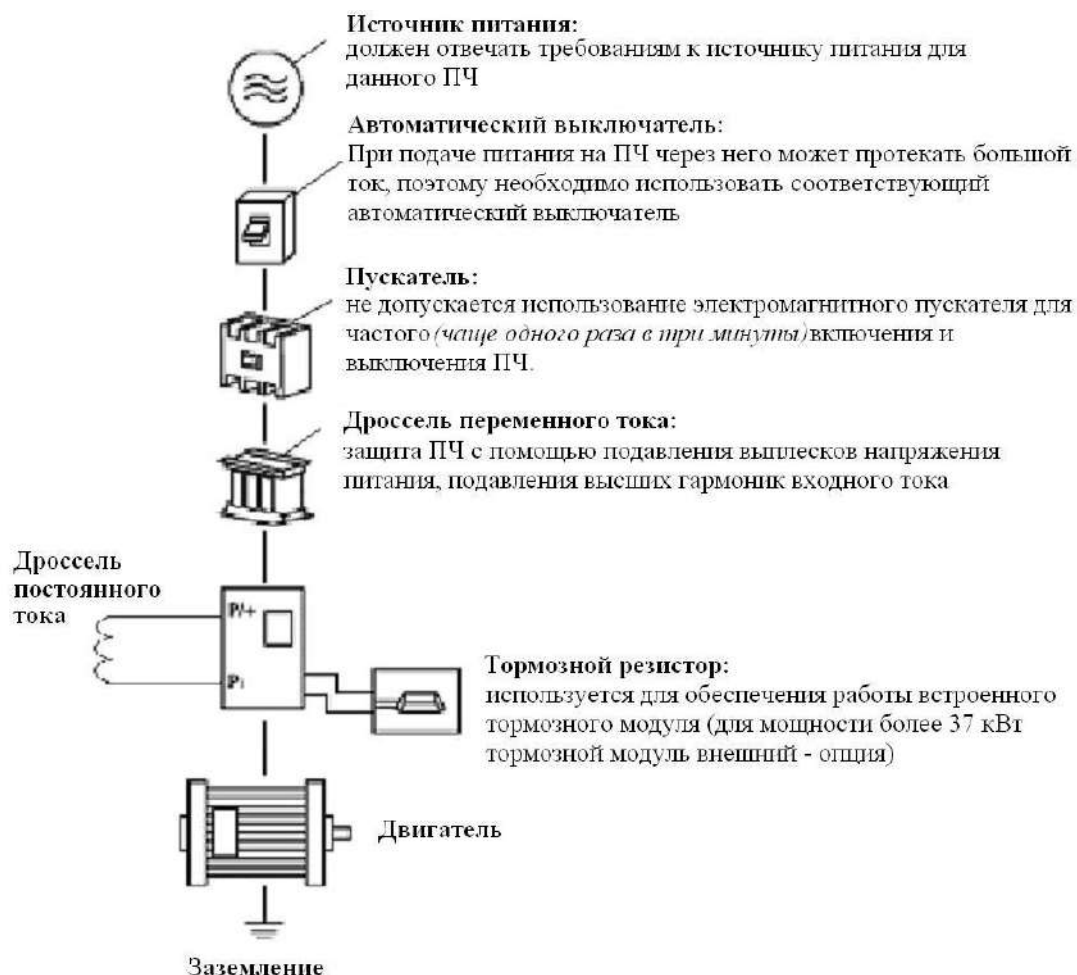 Источник питания:
должен отвечать требованиям к источнику питания для
данного ПЧ
Автоматический выключатель:
При подаче питания на ПЧ через него может протекать большой
ток, поэтому необходимо использовать соответствующий
автоматический выключатель
Пускатель:
не допускается использование электромагнитного пускателя для
частого (чаще одного раза в три минуты) включения и
выключения ПЧ.
Дроссель переменного тока:
защита ПЧ с помощью подавления выплесков напряжения
питания, подавления высших гармоник входного тока
Дроссель
постоянного
тока
P/+
Тормозной резистор:
используется для обеспечения работы встроенного
тормозного модуля (для мощности более 37 кВт
тормозной модуль внешний - опция)
Двигатель
Заземление